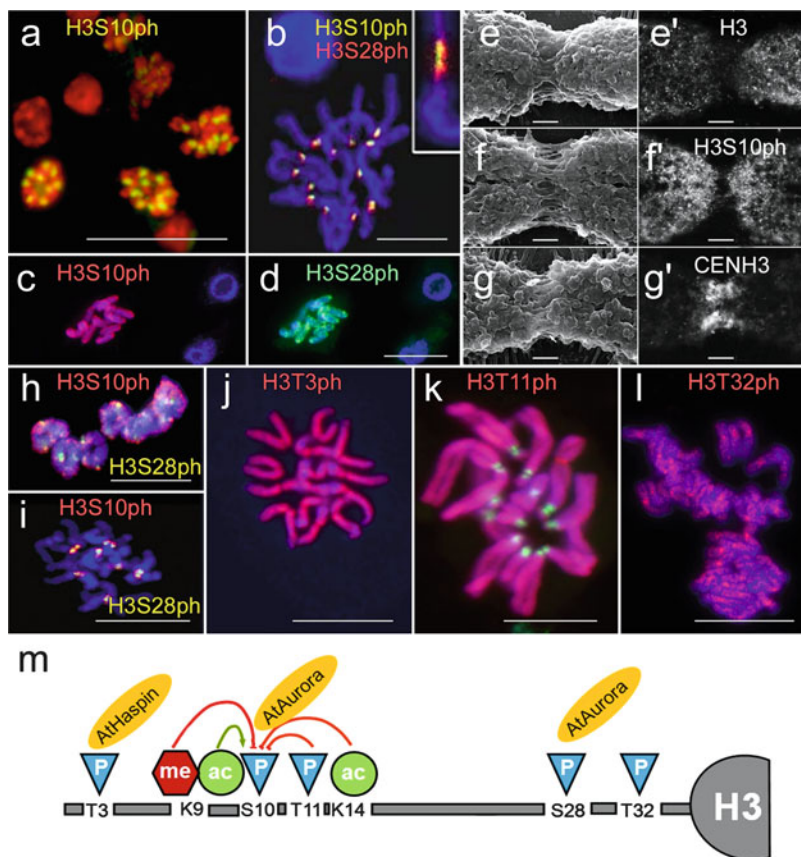 a
H3S10ph
b
H3S10ph
H3S28ph
e
e'
H3
f
f'
H3S10ph
c
H3S10ph
d
H3S28ph
g
g'
CENH3
h
H3S10ph
H3S28ph
i
H3S10ph
H3S28ph
j
H3T3ph
k
H3T11ph
l
H3T32ph
m
AtHaspin
AtAurora
AtAurora
P me ac P P ac P P
T3 K9 S10 T11 K14 S28 T32
H3